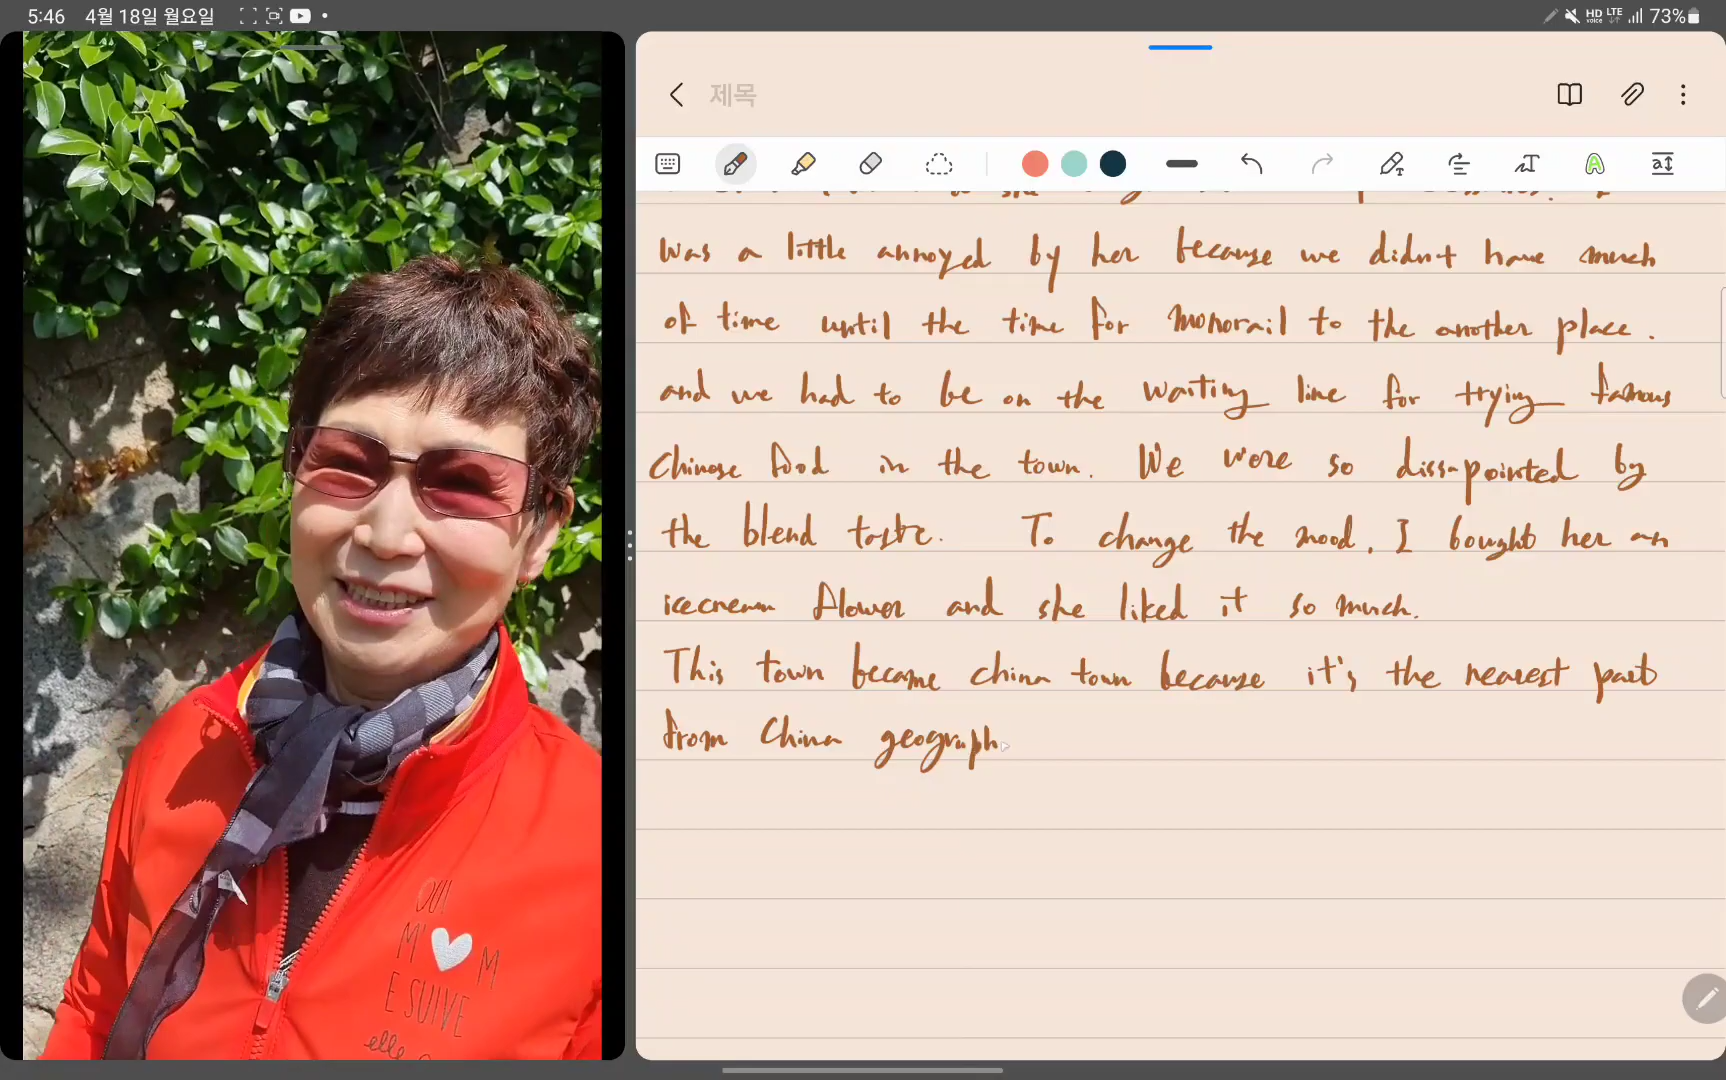 5:46 4월 18일 월요일
HD voice LTE 73%
제목
was a little annoyed by her because we didn't have much
of time until the time for monorail to the another place.
and we had to be on the waiting line for trying famous
Chinese food in the town. We were so dissapointed by
the blend taste. To change the mood, I bought her an
icecream flower and she liked it so much.
This town became china town because it's the nearest part
from China geograph
OUI
M' M
E SUIVE
elle